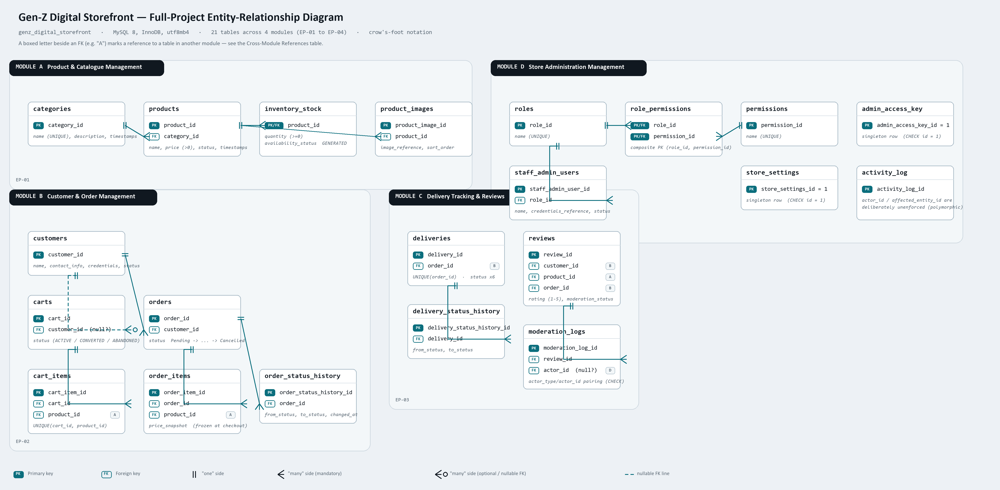 Gen-Z Digital Storefront — Full-Project Entity-Relationship Diagram
genz_digital_storefront · MySQL 8, InnoDB, utf8mb4 · 21 tables across 4 modules (EP-01 to EP-04) · crow's-foot notation
A boxed letter beside an FK (e.g. "A") marks a reference to a table in another module — see the Cross-Module References table.
MODULE A Product & Catalogue Management
categories
PK category_id
name (UNIQUE), description, timestamps
products
PK product_id
FK category_id
name, price (>0), status, timestamps
inventory_stock
PK/FK product_id
quantity (>=0)
availability_status GENERATED
product_images
PK product_image_id
FK product_id
image_reference, sort_order
EP-01
MODULE D Store Administration Management
roles
PK role_id
name (UNIQUE)
role_permissions
PK/FK role_id
PK/FK permission_id
composite PK (role_id, permission_id)
permissions
PK permission_id
name (UNIQUE)
admin_access_key
PK admin_access_key_id = 1
singleton row (CHECK id = 1)
staff_admin_users
PK staff_admin_user_id
FK role_id
name, credentials_reference, status
store_settings
PK store_settings_id = 1
singleton row (CHECK id = 1)
activity_log
PK activity_log_id
actor_id / affected_entity_id are
deliberately unenforced (polymorphic)
MODULE B Customer & Order Management
customers
PK customer_id
name, contact_info, credentials, status
carts
PK cart_id
FK customer_id (null?)
status (ACTIVE / CONVERTED / ABANDONED)
orders
PK order_id
FK customer_id
status Pending -> ... -> Cancelled
cart_items
PK cart_item_id
FK cart_id
FK product_id A
UNIQUE(cart_id, product_id)
order_items
PK order_item_id
FK order_id
FK product_id A
price_snapshot (frozen at checkout)
order_status_history
PK order_status_history_id
FK order_id
from_status, to_status, changed_at
EP-02
MODULE C Delivery Tracking & Reviews
deliveries
PK delivery_id
FK order_id B
UNIQUE(order_id) · status x6
reviews
PK review_id
FK customer_id B
FK product_id A
FK order_id B
rating (1-5), moderation_status
delivery_status_history
PK delivery_status_history_id
FK delivery_id
from_status, to_status
moderation_logs
PK moderation_log_id
FK review_id
FK actor_id (null?) D
actor_type/actor_id pairing (CHECK)
EP-03
PK Primary key
FK Foreign key
"one" side
"many" side (mandatory)
"many" side (optional / nullable FK)
nullable FK line